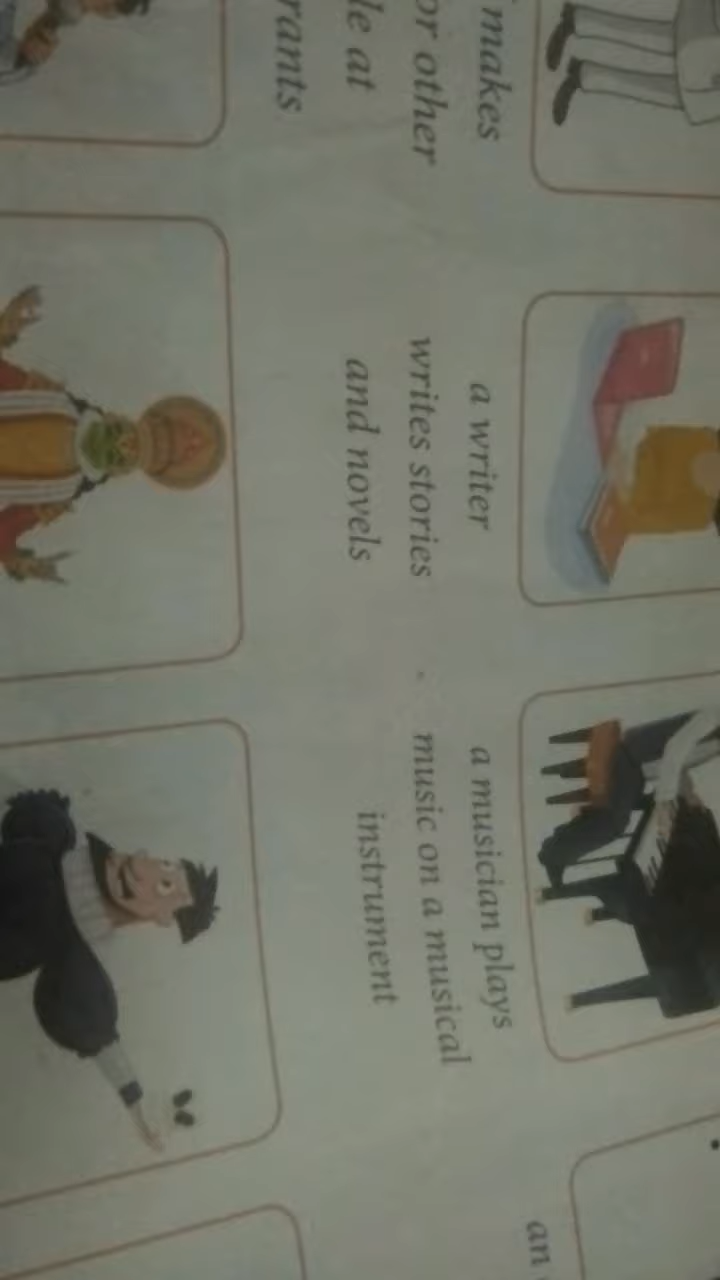 makes
or other
le at
rants
a writer
writes stories
and novels
a musician plays
music on a musical
instrument
an